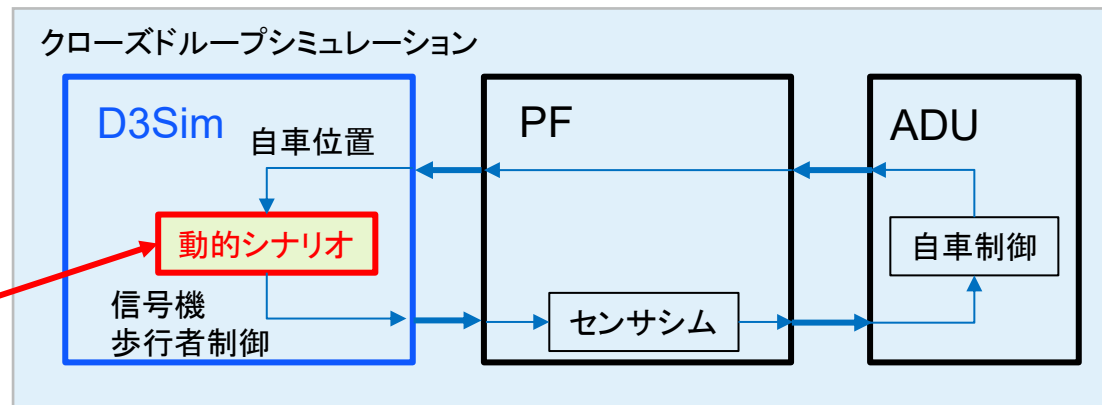 クローズドループシミュレーション
D3Sim
PF
ADU
自車位置
動的シナリオ
自車制御
信号機
歩行者制御
センサシム